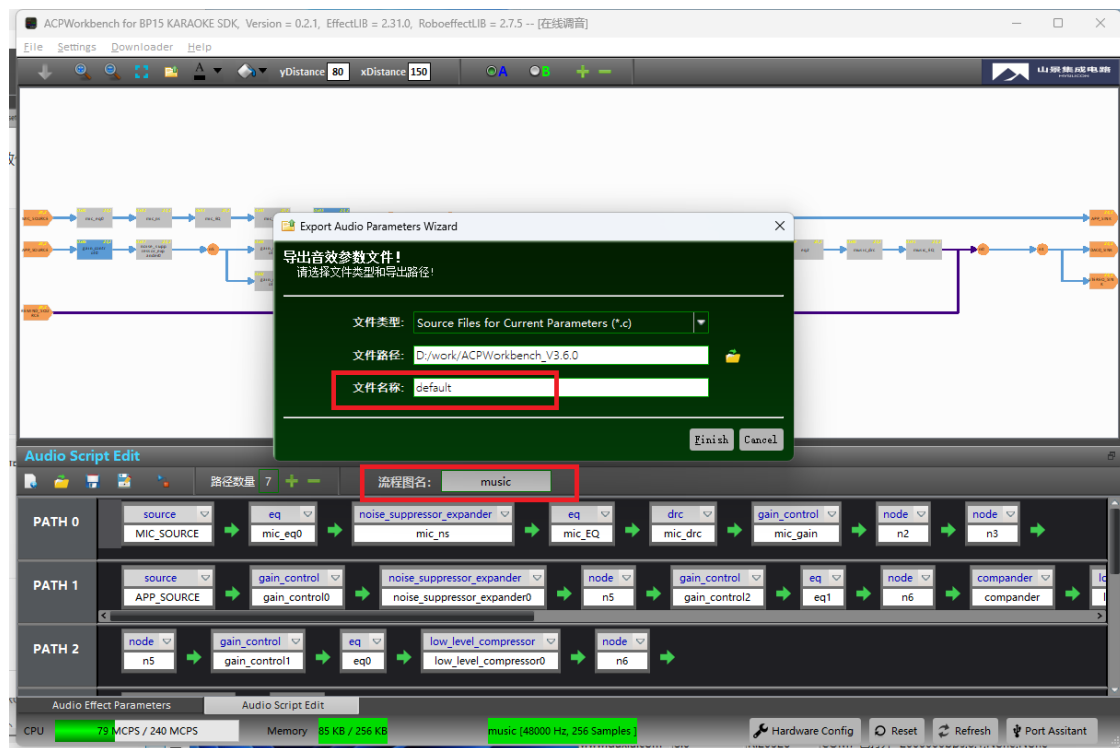 ACPWorkbench for BP15 KARAOKE SDK, Version = 0.2.1, EffectLIB = 2.31.0, RoboeffectLIB = 2.7.5 -- [在线调音]
File Settings Downloader Help
yDistance 80 xDistance 150 A B
山景集成电路
Export Audio Parameters Wizard
导出音效参数文件!
请选择文件类型和导出路径!
文件类型: Source Files for Current Parameters (*.c)
文件路径: D:/work/ACPWorkbench_V3.6.0
文件名称: default
Finish Cancel
Audio Script Edit
路径数量 7 流程图名: music
PATH 0
source eq noise_suppressor_expander eq drc gain_control node node
MIC_SOURCE mic_eq0 mic_ns mic_EQ mic_drc mic_gain n2 n3
PATH 1
source gain_control noise_suppressor_expander node gain_control eq node compander
APP_SOURCE gain_control0 noise_suppressor_expander0 n5 gain_control2 eq1 n6 compander
PATH 2
node gain_control eq low_level_compressor node
n5 gain_control1 eq0 low_level_compressor0 n6
Audio Effect Parameters Audio Script Edit
CPU 79 MCPS / 240 MCPS Memory 85 KB / 256 KB music [48000 Hz, 256 Samples ] Hardware Config Reset Refresh Port Assitant